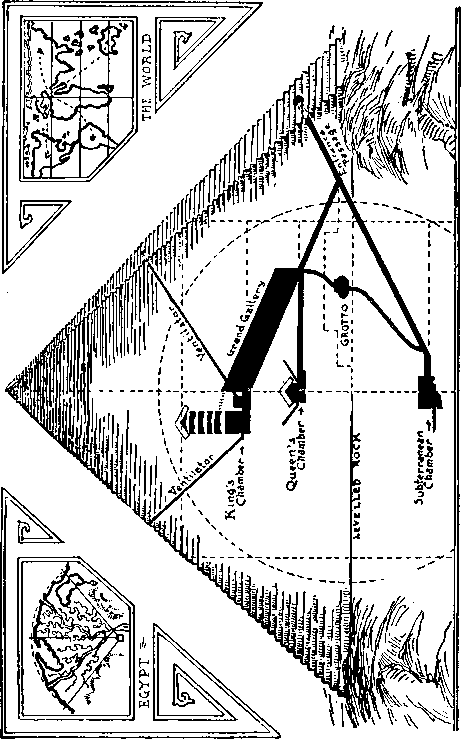 THE WORLD
Passage
Ventilator
Grand Gallery
GROTTO
King's
Chamber →
Queen's
Chamber →
Subterranean
Chamber →
Ventilator
LEVELLED ROCK
EGYPT